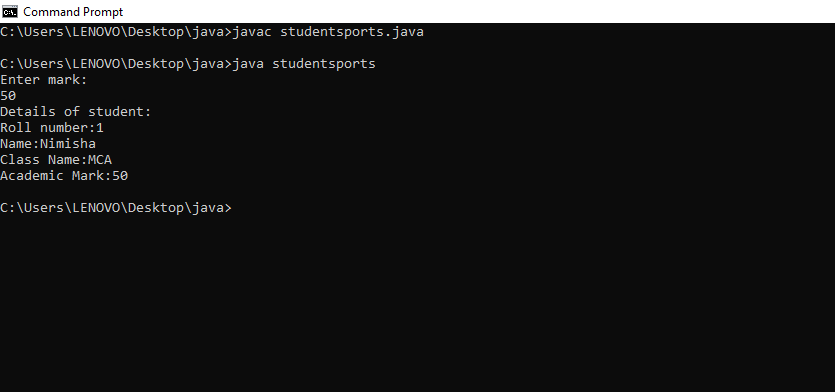 Command Prompt
C:\Users\LENOVO\Desktop\java>javac studentsports.java
C:\Users\LENOVO\Desktop\java>java studentsports
Enter mark:
50
Details of student:
Roll number:1
Name:Nimisha
Class Name:MCA
Academic Mark:50
C:\Users\LENOVO\Desktop\java>